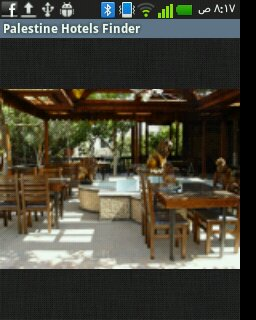 ٨:١٧ ص
Palestine Hotels Finder